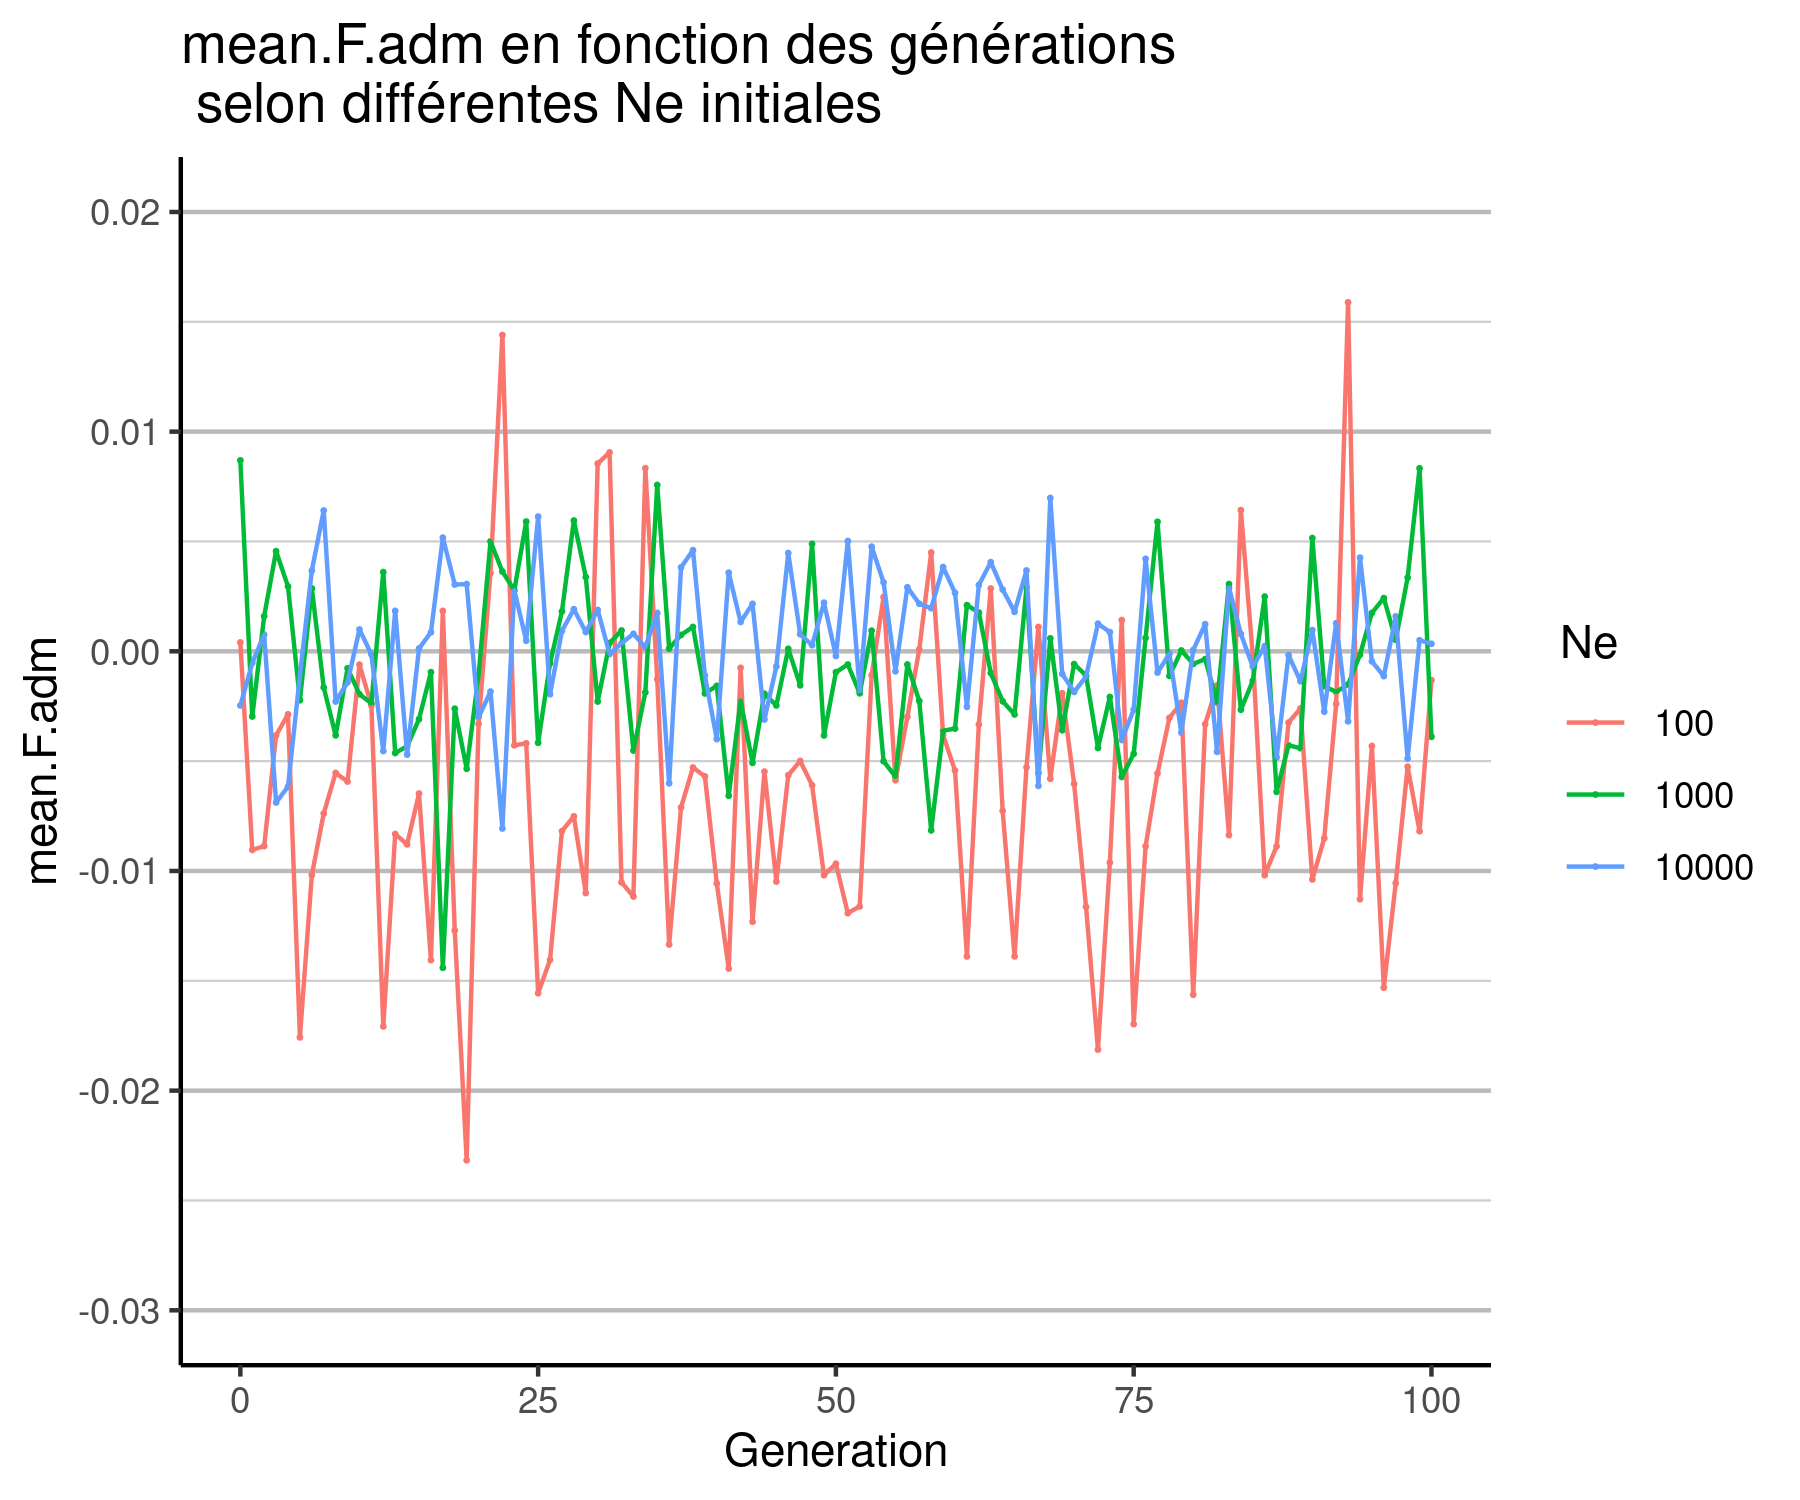 mean.F.adm en fonction des générations
selon différentes Ne initiales
0.02
0.01
0.00
-0.01
-0.02
-0.03
mean.F.adm
0
25
50
75
100
Generation
Ne
100
1000
10000